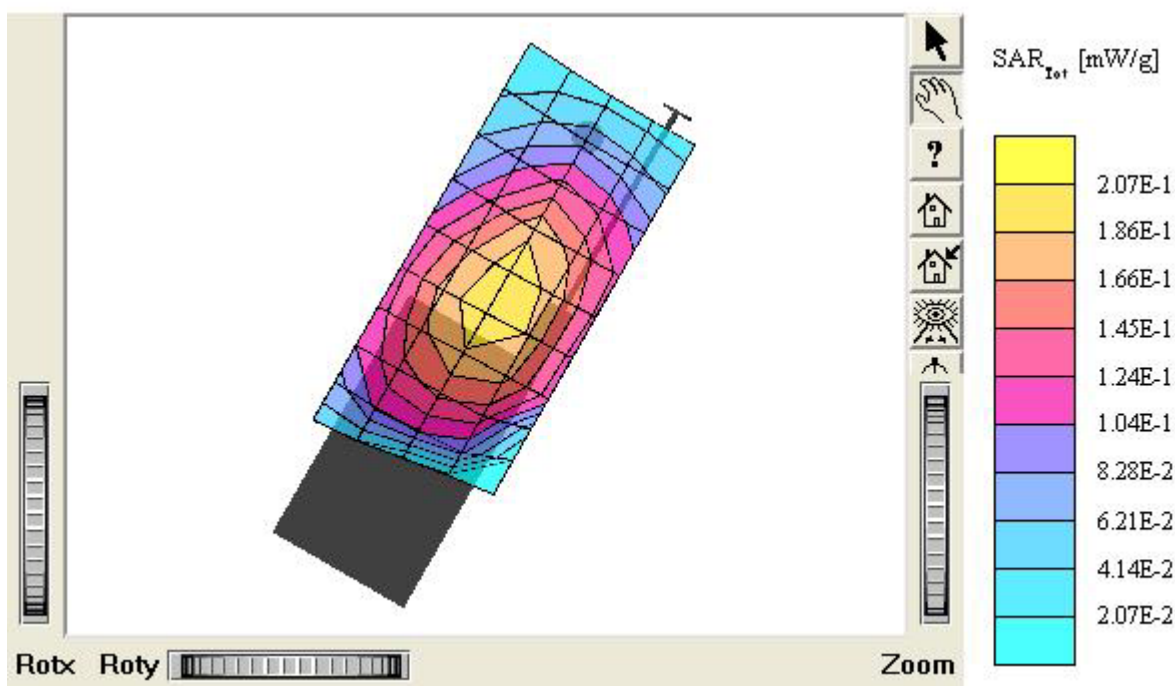 SARTot [mW/g]
?
2.07E-1
1.86E-1
1.66E-1
1.45E-1
1.24E-1
1.04E-1
8.28E-2
6.21E-2
4.14E-2
2.07E-2
Rotx Roty Zoom